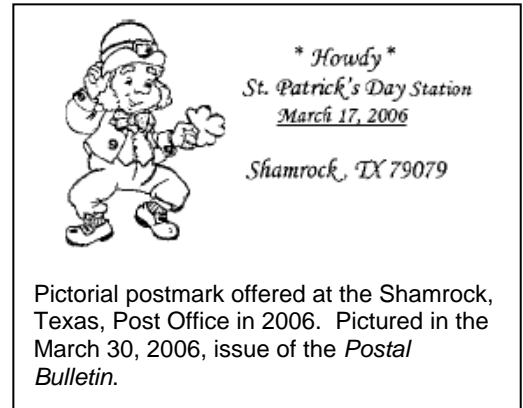 * Howdy *
St. Patrick's Day Station
March 17, 2006
Shamrock, TX 79079
Pictorial postmark offered at the Shamrock,
Texas, Post Office in 2006. Pictured in the
March 30, 2006, issue of the Postal
Bulletin.